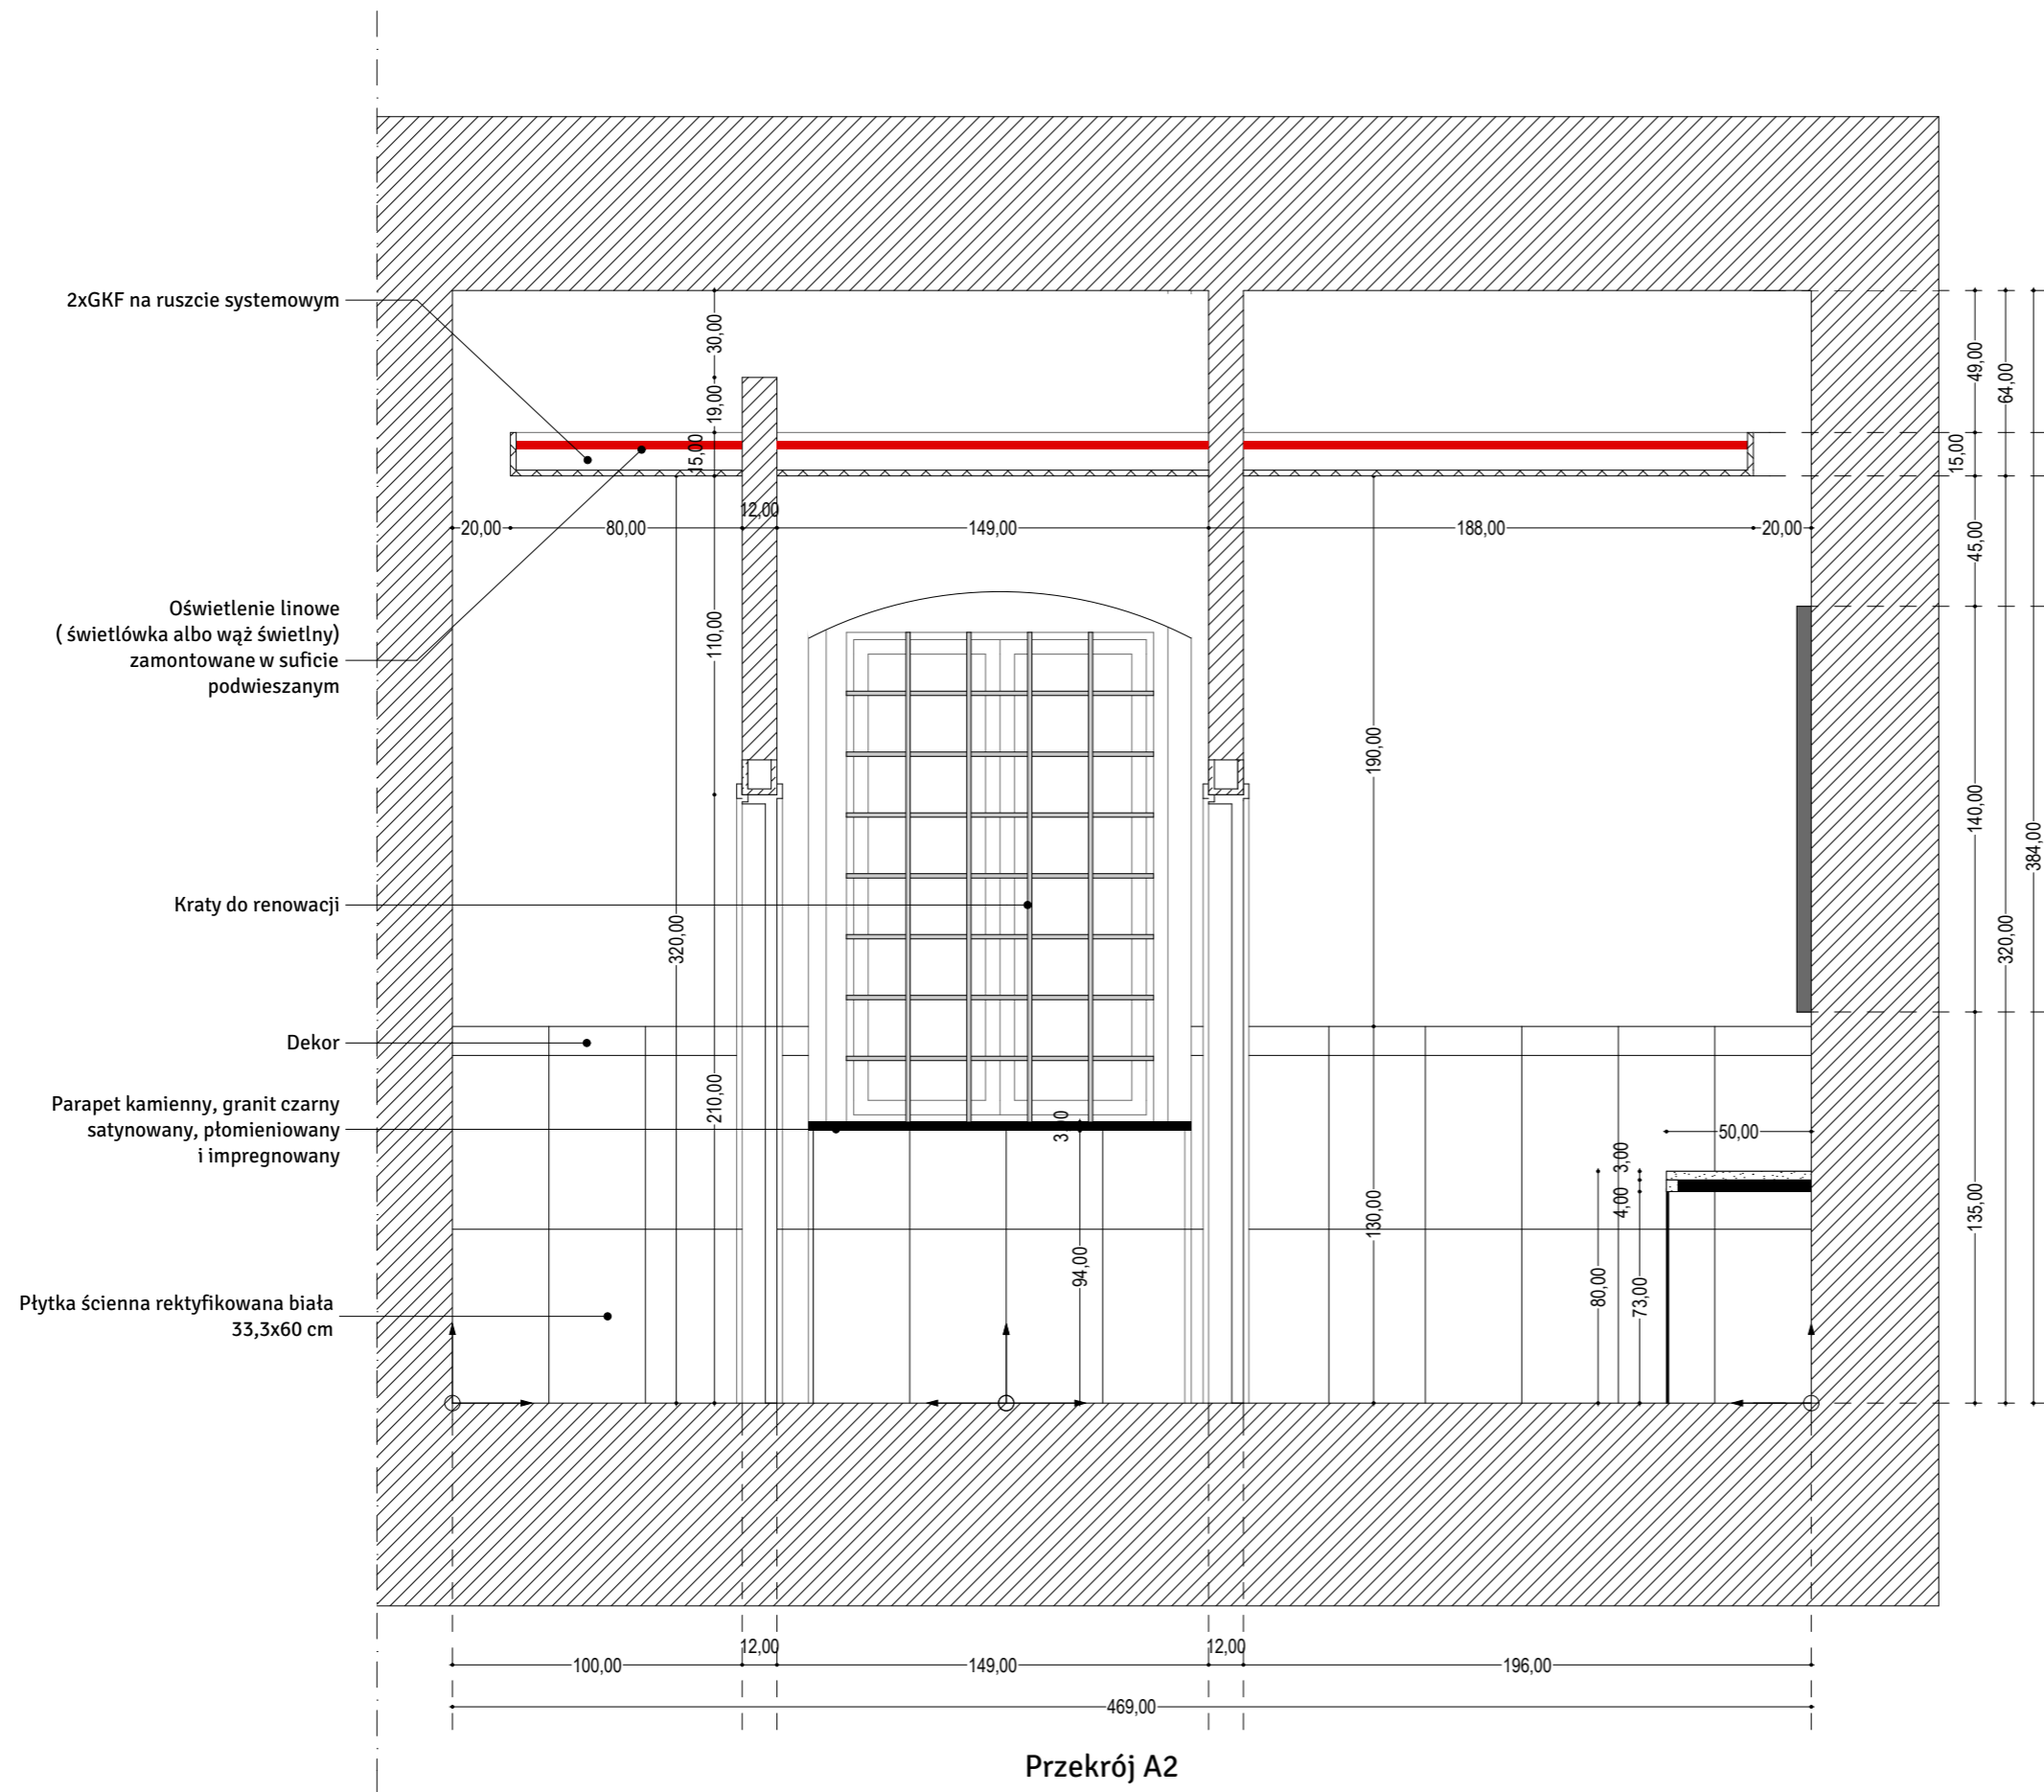 2xGKF na ruszcie systemowym
Oświetlenie linowe
( świetlówka albo wąż świetlny)
zamontowane w suficie
podwieszanym
Kraty do renowacji
Dekor
Parapet kamienny, granit czarny
satynowany, płomieniowany
i impregnowany
Płytka ścienna rektyfikowana biała
33,3x60 cm
30,00
19,00
15,00
20,00
80,00
12,00
149,00
188,00
20,00
110,00
320,00
210,00
190,00
130,00
3,00
94,00
50,00
3,00
4,00
80,00
73,00
49,00
64,00
15,00
45,00
140,00
384,00
320,00
135,00
100,00
12,00
149,00
12,00
196,00
469,00
Przekrój A2